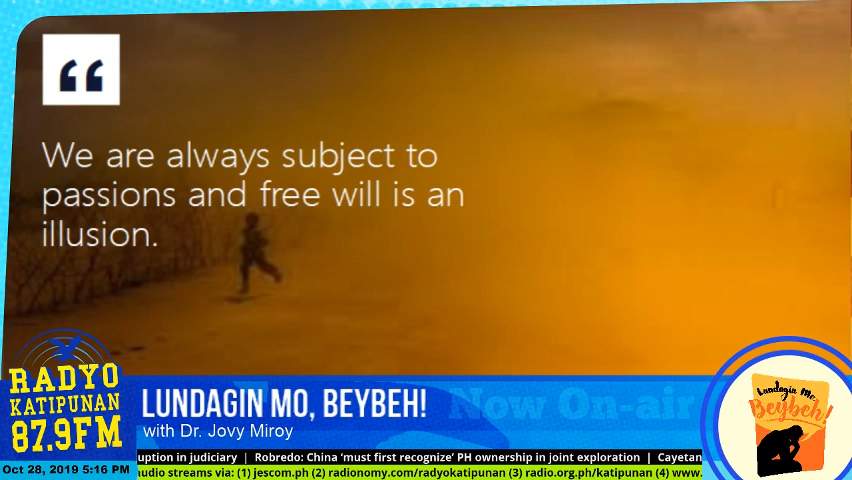 “
We are always subject to
passions and free will is an
illusion.
RADYO
KATIPUNAN
87.9FM
LUNDAGIN MO, BEYBEH!
Now On-air
with Dr. Jovy Miroy
Lundagin Mo,
Beybeh!
Oct 28, 2019 5:16 PM
uption in judiciary | Robredo: China ‘must first recognize’ PH ownership in joint exploration | Cayetan
audio streams via: (1) jescom.ph (2) radionomy.com/radyokatipunan (3) radio.org.ph/katipunan (4) www.